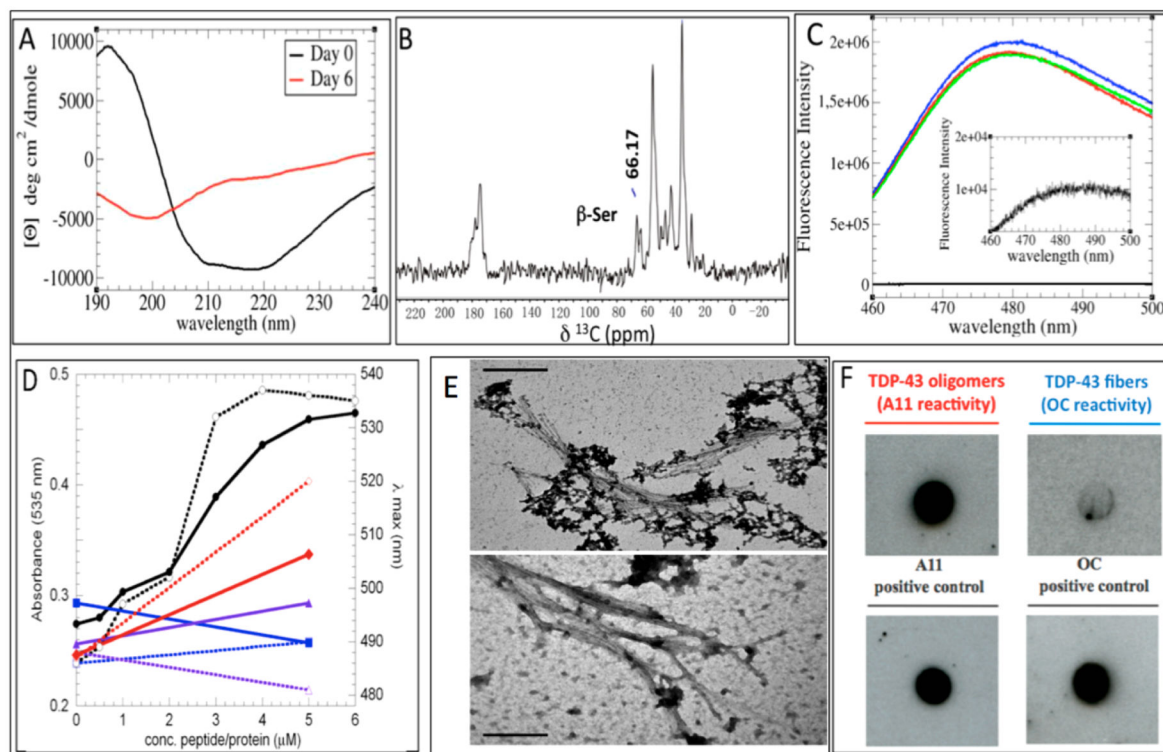 A
10000
5000
0
-5000
-10000
[Θ] deg cm 2 /dmole
Day 0
Day 6
190 200 210 220 230 240
wavelength (nm)
B
66.17
β-Ser
220 200 180 160 140 120 100 80 60 40 20 0 -20
δ 13C (ppm)
C
2e+06
1,5e+06
1e+06
5e+05
0
Fluorescence Intensity
2e+04
1e+04
Fluorescence Intensity
460 470 480 490 500
wavelength (nm)
460 470 480 490 500
wavelength (nm)
D
0.5
0.4
0.3
0.2
Absorbance (535 nm)
540
530
520
510
500
490
480
λ max (nm)
0 1 2 3 4 5 6
conc. peptide/protein (μM)
E
F
TDP-43 oligomers
(A11 reactivity)
TDP-43 fibers
(OC reactivity)
A11
positive control
OC
positive control